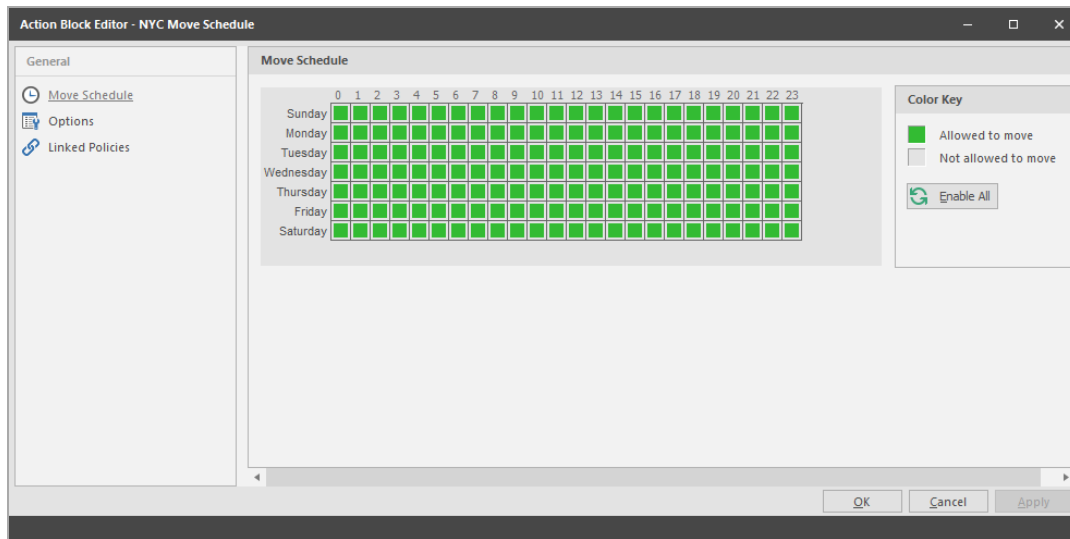 Action Block Editor - NYC Move Schedule
General
Move Schedule
Options
Linked Policies
Move Schedule
0 1 2 3 4 5 6 7 8 9 10 11 12 13 14 15 16 17 18 19 20 21 22 23
Sunday
Monday
Tuesday
Wednesday
Thursday
Friday
Saturday
Color Key
Allowed to move
Not allowed to move
Enable All
OK Cancel Apply